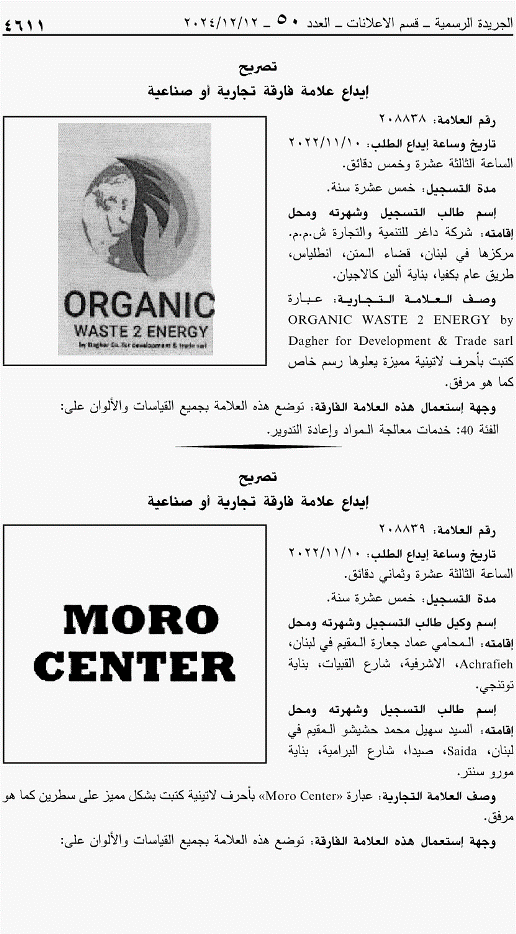 الجريدة الرسمية ـ قسم الاعلانات ـ العدد ٥٠ ـ ٢٠٢٤/١٢/١٢
٤٦١١
تصريح
إيداع علامة فارقة تجارية أو صناعية
رقم العلامة: ٢٠٨٨٣٨
تاريخ وساعة إيداع الطلب: ٢٠٢٢/١١/١٠
الساعة الثالثة عشرة وخمس دقائق.
مدة التسجيل: خمس عشرة سنة.
إسم طالب التسجيل وشهرته ومحل
إقامته: شركة داغر للتنمية والتجارة ش.م.م.
مركزها في لبنان، قضاء المتن، انطلياس،
طريق عام بكفيا، بناية ألين كالاجيان.
وصف العلامة التجارية: عبارة
ORGANIC WASTE 2 ENERGY by
Dagher for Development & Trade sarl
كتبت بأحرف لاتينية مميزة يعلوها رسم خاص
كما هو مرفق.
ORGANIC
WASTE 2 ENERGY
by Dagher Co. for development & trade sarl
وجهة إستعمال هذه العلامة الفارقة: توضع هذه العلامة بجميع القياسات والألوان على:
الفئة 40: خدمات معالجة المواد وإعادة التدوير.
تصريح
إيداع علامة فارقة تجارية أو صناعية
رقم العلامة: ٢٠٨٨٣٩
تاريخ وساعة إيداع الطلب: ٢٠٢٢/١١/١٠
الساعة الثالثة عشرة وثماني دقائق.
مدة التسجيل: خمس عشرة سنة.
إسم وكيل طالب التسجيل وشهرته ومحل
إقامته: المحامي عماد جعارة المقيم في لبنان،
Achrafieh، الاشرفية، شارع القبيات، بناية
توتنجي.
إسم طالب التسجيل وشهرته ومحل
إقامته: السيد سهيل محمد حشيشو المقيم في
لبنان، Saida، صيدا، شارع البرامية، بناية
مورو سنتر.
MORO
CENTER
وصف العلامة التجارية: عبارة «Moro Center» بأحرف لاتينية كتبت بشكل مميز على سطرين كما هو
مرفق.
وجهة إستعمال هذه العلامة الفارقة: توضع هذه العلامة بجميع القياسات والألوان على: